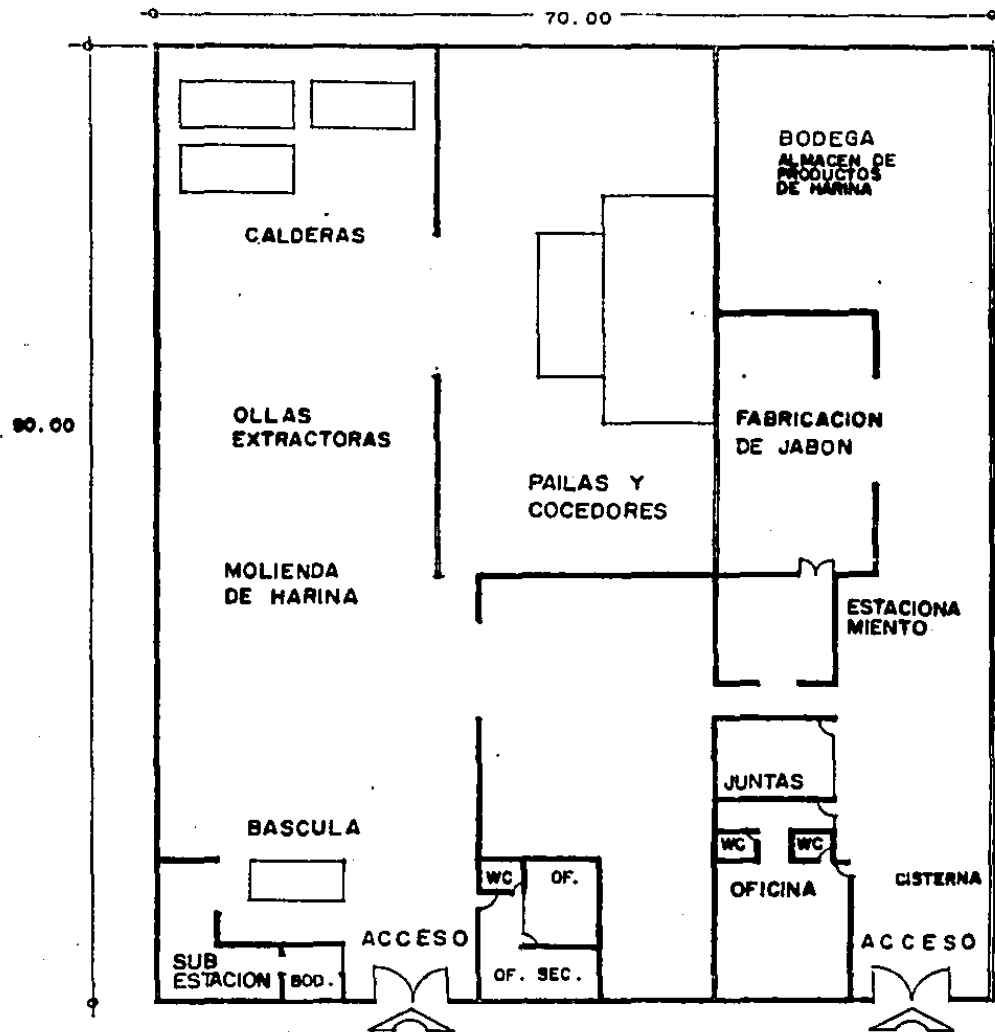 70.00
BODEGA
ALMACEN DE
PRODUCTOS
DE HARINA
CALDERAS
80.00
OLLAS
EXTRACTORAS
FABRICACION
DE JABON
PAILAS Y
COCEDORES
MOLIENDA
DE HARINA
ESTACIONA
MIENTO
JUNTAS
BASCULA
WC
WC
WC
OF.
OFICINA
CISTERNA
ACCESO
ACCESO
SUB
ESTACION
BOD.
OF. SEC.